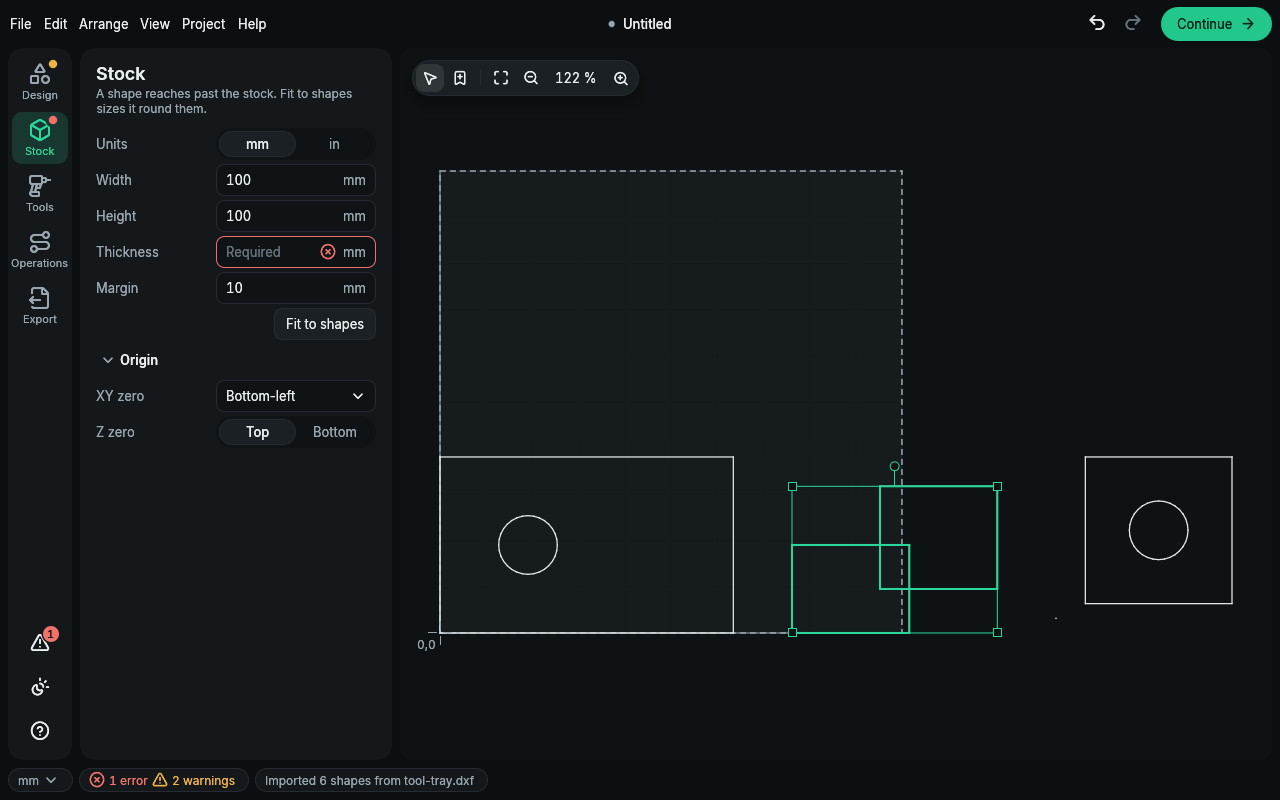 File Edit Arrange View Project Help
Untitled
Continue
Design
Stock
Tools
Operations
Export
1
Stock
A shape reaches past the stock. Fit to shapes
sizes it round them.
Units mm in
Width 100 mm
Height 100 mm
Thickness Required mm
Margin 10 mm
Fit to shapes
Origin
XY zero Bottom-left
Z zero Top Bottom
122 %
0,0
mm 1 error 2 warnings Imported 6 shapes from tool-tray.dxf